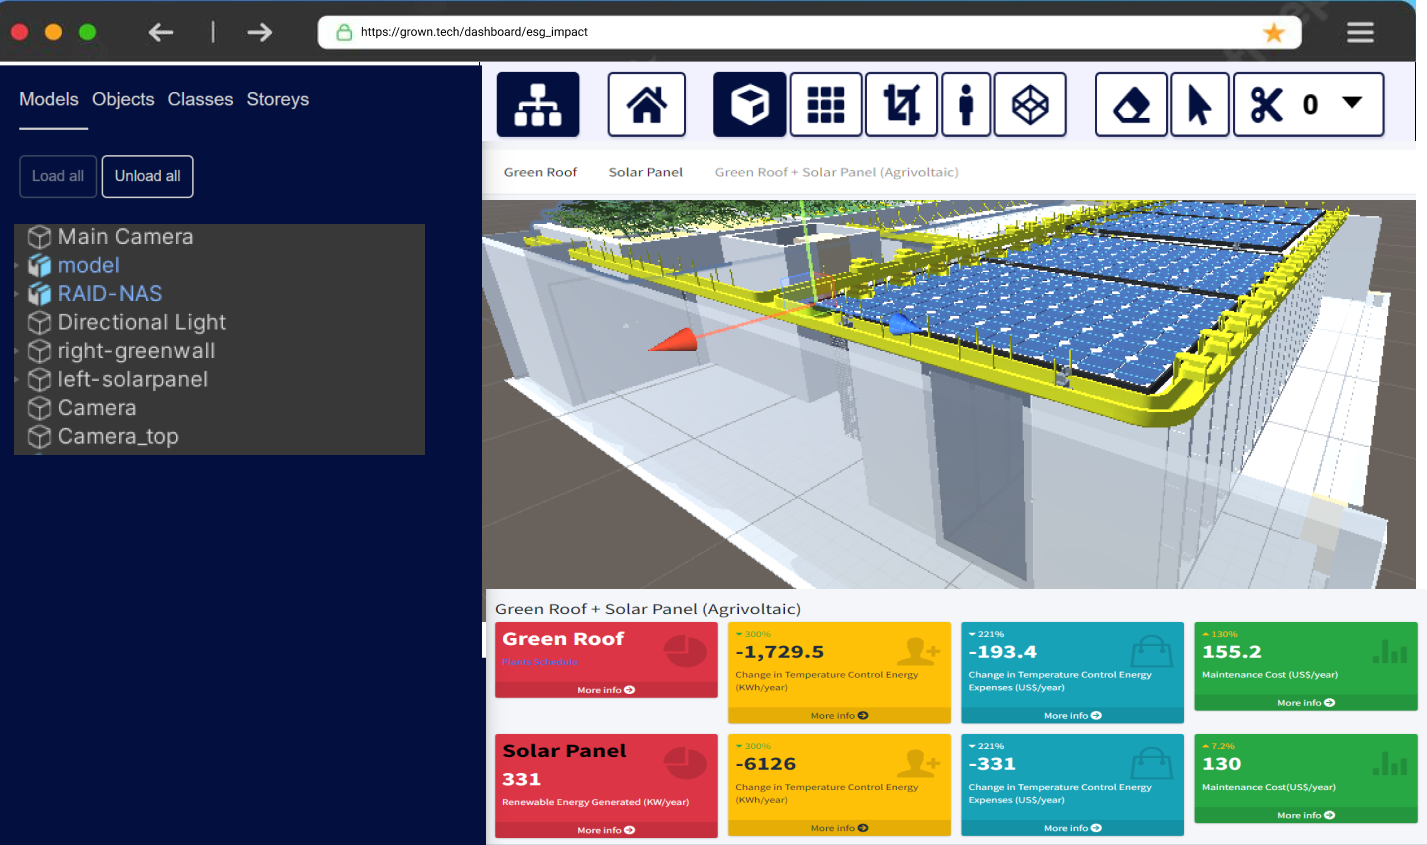 https://grown.tech/dashboard/esg_impact
Models Objects Classes Storeys
Load all Unload all
Main Camera
model
RAID-NAS
Directional Light
right-greenwall
left-solarpanel
Camera
Camera_top
0
Green Roof Solar Panel Green Roof + Solar Panel (Agrivoltaic)
Green Roof + Solar Panel (Agrivoltaic)
Green Roof
Plants Schedule
More info
300%
-1,729.5
Change in Temperature Control Energy
(KWh/year)
More info
221%
-193.4
Change in Temperature Control Energy
Expenses (US$/year)
More info
130%
155.2
Maintenance Cost (US$/year)
More info
Solar Panel
331
Renewable Energy Generated (KW/year)
More info
300%
-6126
Change in Temperature Control Energy
(KWh/year)
More info
221%
-331
Change in Temperature Control Energy
Expenses (US$/year)
More info
7.2%
130
Maintenance Cost(US$/year)
More info